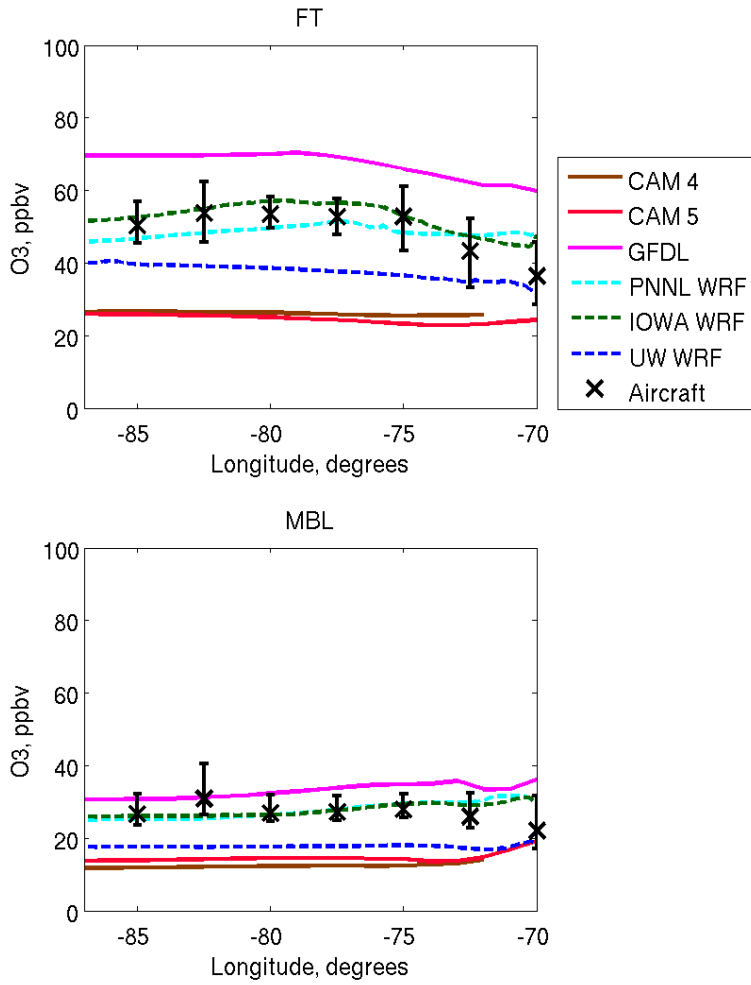 FT
100
80
60
40
20
0
O3, ppbv
-85 -80 -75 -70
Longitude, degrees
CAM 4
CAM 5
GFDL
PNNL WRF
IOWA WRF
UW WRF
Aircraft
MBL
100
80
60
40
20
0
O3, ppbv
-85 -80 -75 -70
Longitude, degrees